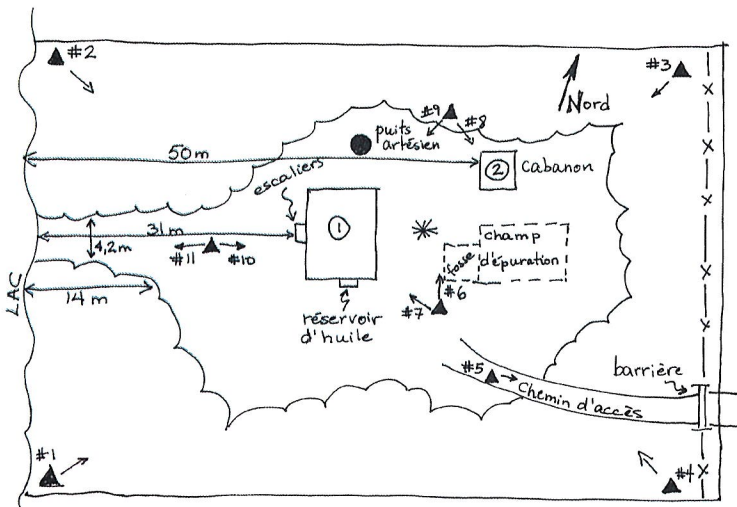 #2
#3
Nord
#9
#8
puits
artésien
50 m
escaliers
②
Cabanon
31 m
①
4,2 m
#11
#10
champ
d'épuration
fosse
#6
#7
14 m
LAC
réservoir
d'huile
#5
barrière
Chemin d'accès
#1
#4